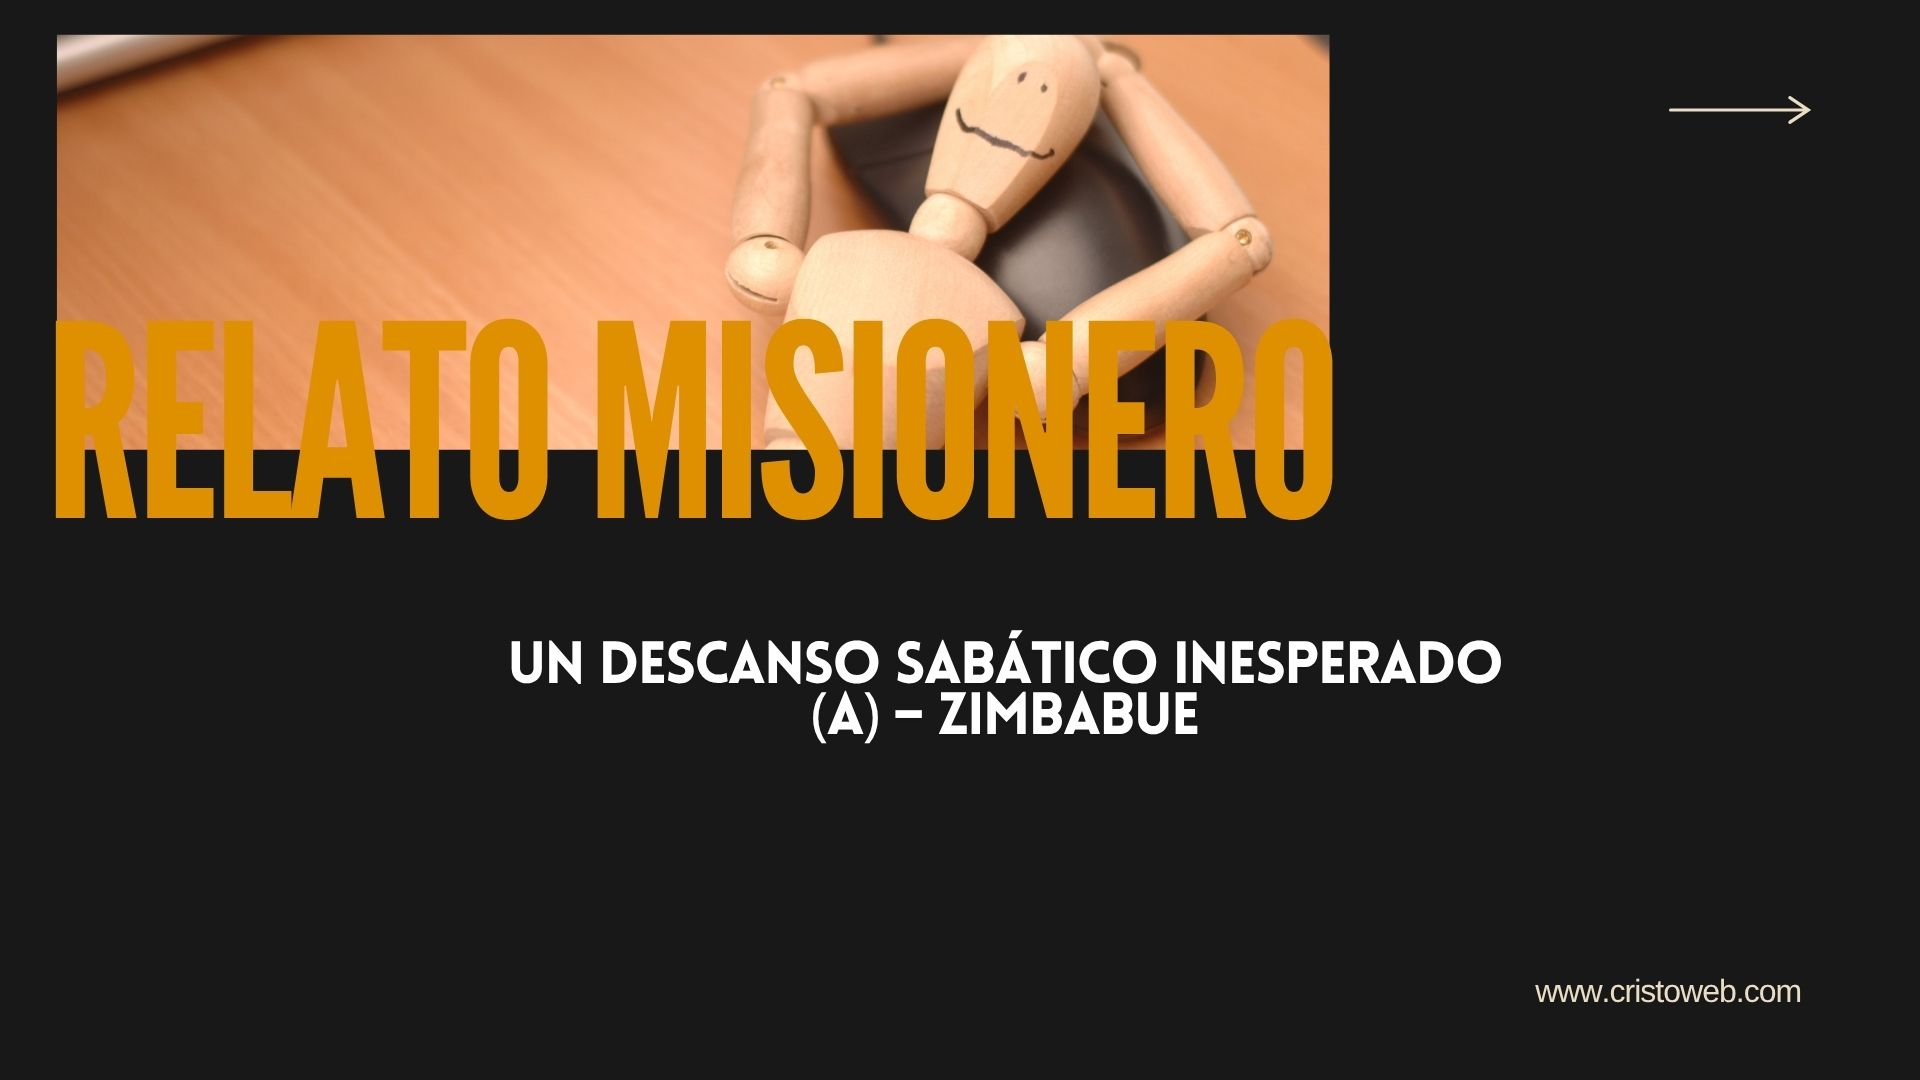 RELATO MISIONERO
UN DESCANSO SABÁTICO INESPERADO
(A) – ZIMBABUE
www.cristoweb.com